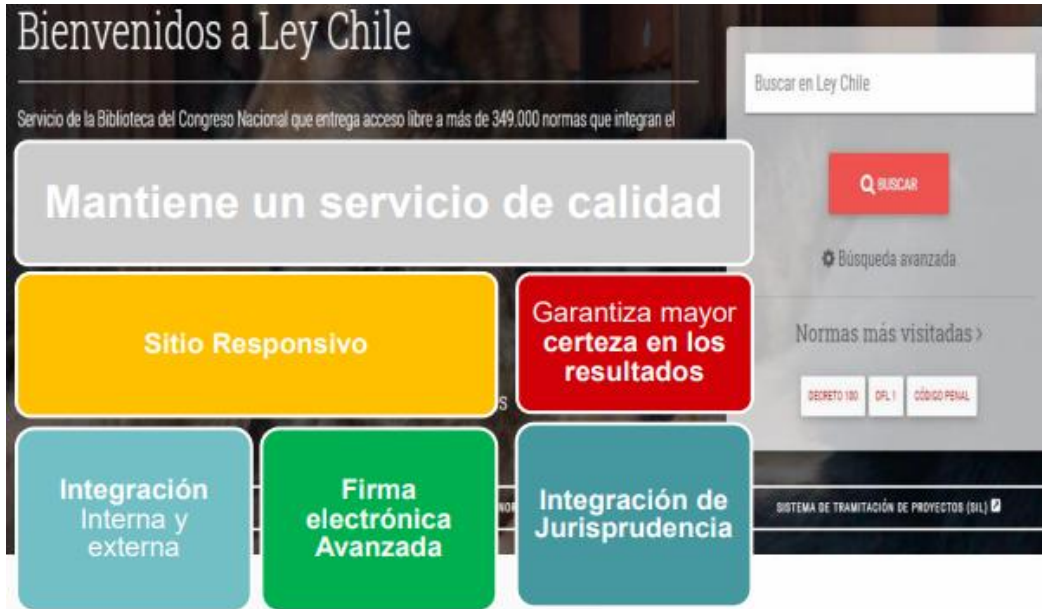 Bienvenidos a Ley Chile
Servicio de la Biblioteca del Congreso Nacional que entrega acceso libre a más de 349.000 normas que integran el
Buscar en Ley Chile
BUSCAR
Búsqueda avanzada
Normas más visitadas >
DECRETO 100
DFL 1
CÓDIGO PENAL
Mantiene un servicio de calidad
Sitio Responsivo
Garantiza mayor
certeza en los
resultados
Integración
Interna y
externa
Firma
electrónica
Avanzada
Integración de
Jurisprudencia
SISTEMA DE TRAMITACIÓN DE PROYECTOS (SIL)